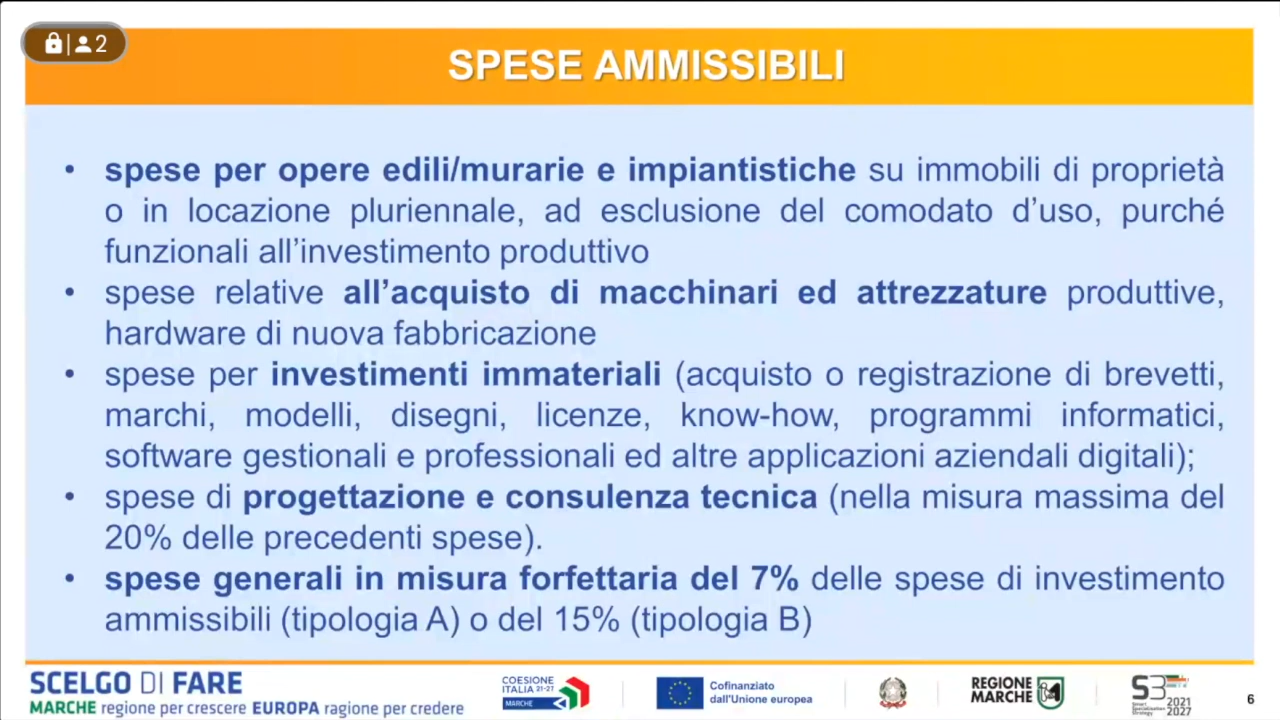 2
SPESE AMMISSIBILI
• spese per opere edili/murarie e impiantistiche su immobili di proprietà
o in locazione pluriennale, ad esclusione del comodato d’uso, purché
funzionali all’investimento produttivo
• spese relative all’acquisto di macchinari ed attrezzature produttive,
hardware di nuova fabbricazione
• spese per investimenti immateriali (acquisto o registrazione di brevetti,
marchi, modelli, disegni, licenze, know-how, programmi informatici,
software gestionali e professionali ed altre applicazioni aziendali digitali);
• spese di progettazione e consulenza tecnica (nella misura massima del
20% delle precedenti spese).
• spese generali in misura forfettaria del 7% delle spese di investimento
ammissibili (tipologia A) o del 15% (tipologia B)
SCELGO DI FARE
MARCHE regione per crescere EUROPA ragione per credere
COESIONE
ITALIA 21-27
MARCHE
Cofinanziato
dall'Unione europea
REGIONE
MARCHE
S3
Smart
Specialisation
Strategy
2021
2027
6